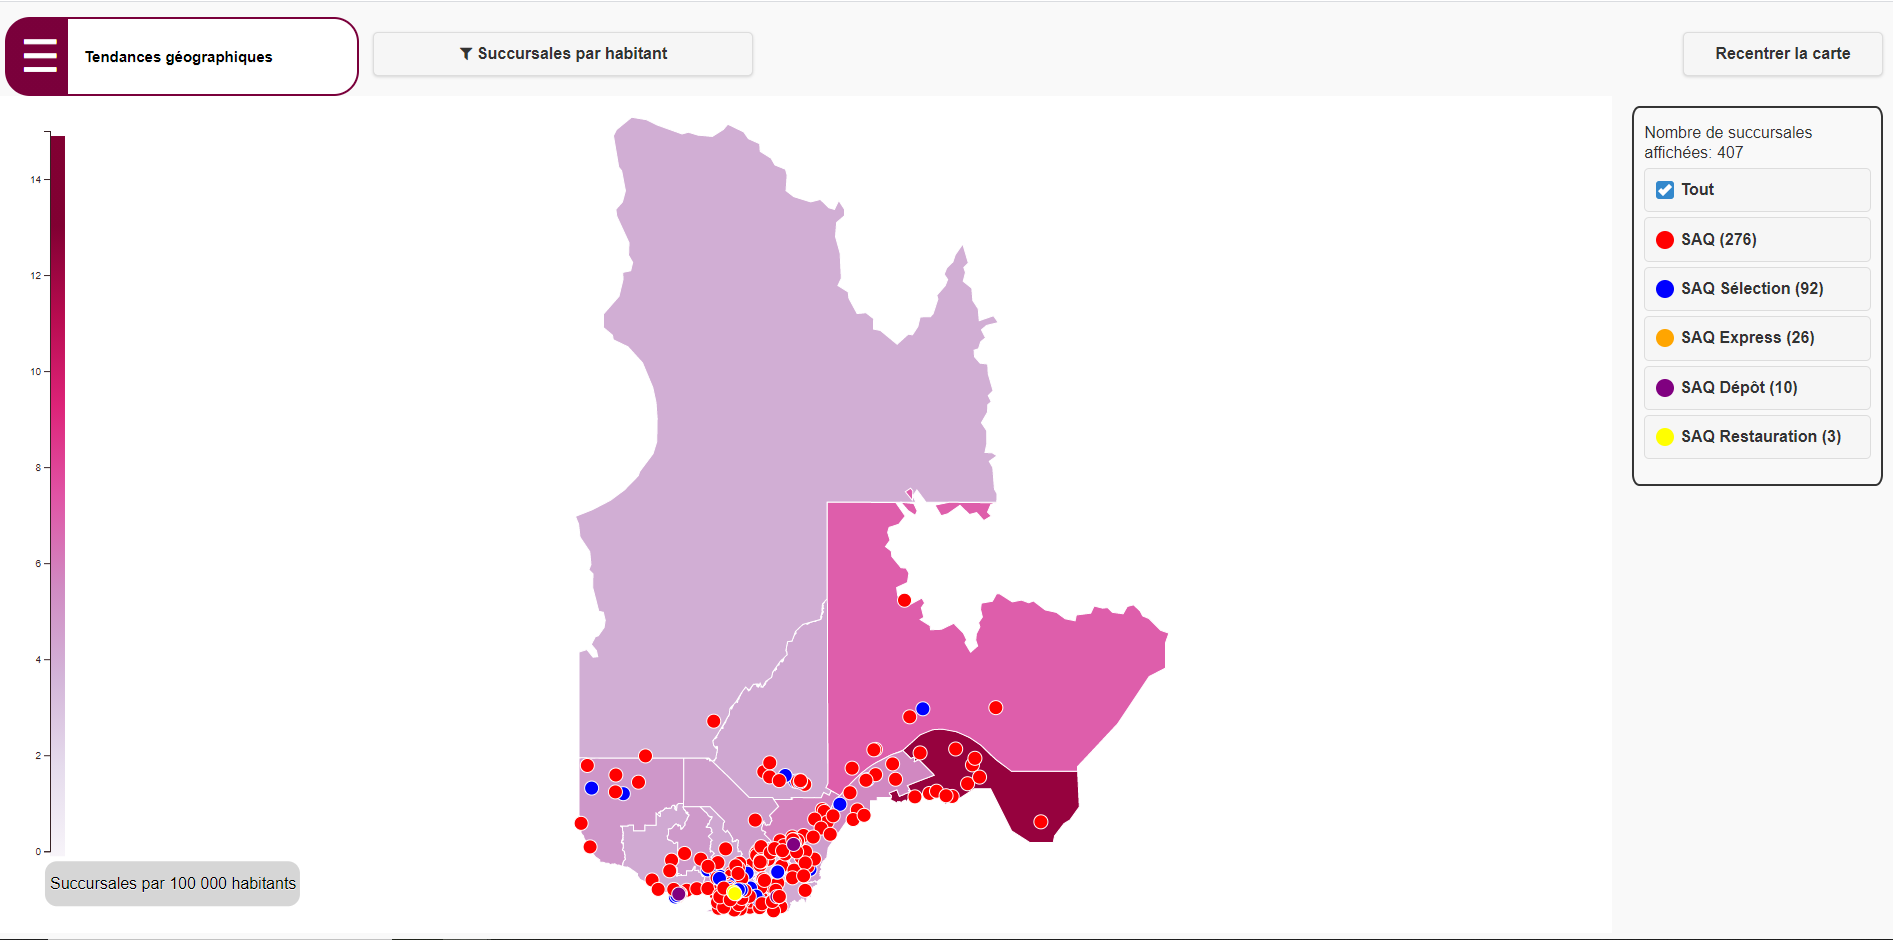 Tendances géographiques
Succursales par habitant
Recentrer la carte
Nombre de succursales
affichées: 407
Tout
SAQ (276)
SAQ Sélection (92)
SAQ Express (26)
SAQ Dépôt (10)
SAQ Restauration (3)
14
12
10
8
6
4
2
0
Succursales par 100 000 habitants